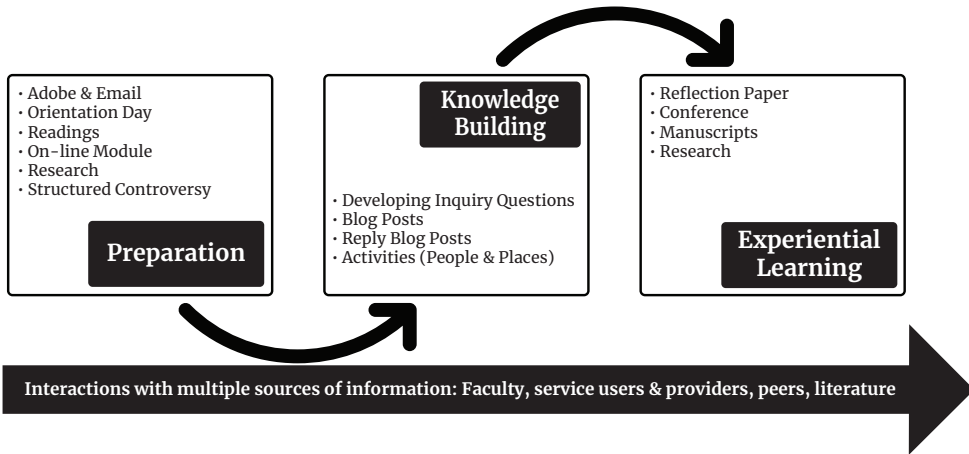 · Adobe & Email
· Orientation Day
· Readings
· On-line Module
· Research
· Structured Controversy
Preparation
Knowledge
Building
· Developing Inquiry Questions
· Blog Posts
· Reply Blog Posts
· Activities (People & Places)
· Reflection Paper
· Conference
· Manuscripts
· Research
Experiential
Learning
Interactions with multiple sources of information: Faculty, service users & providers, peers, literature